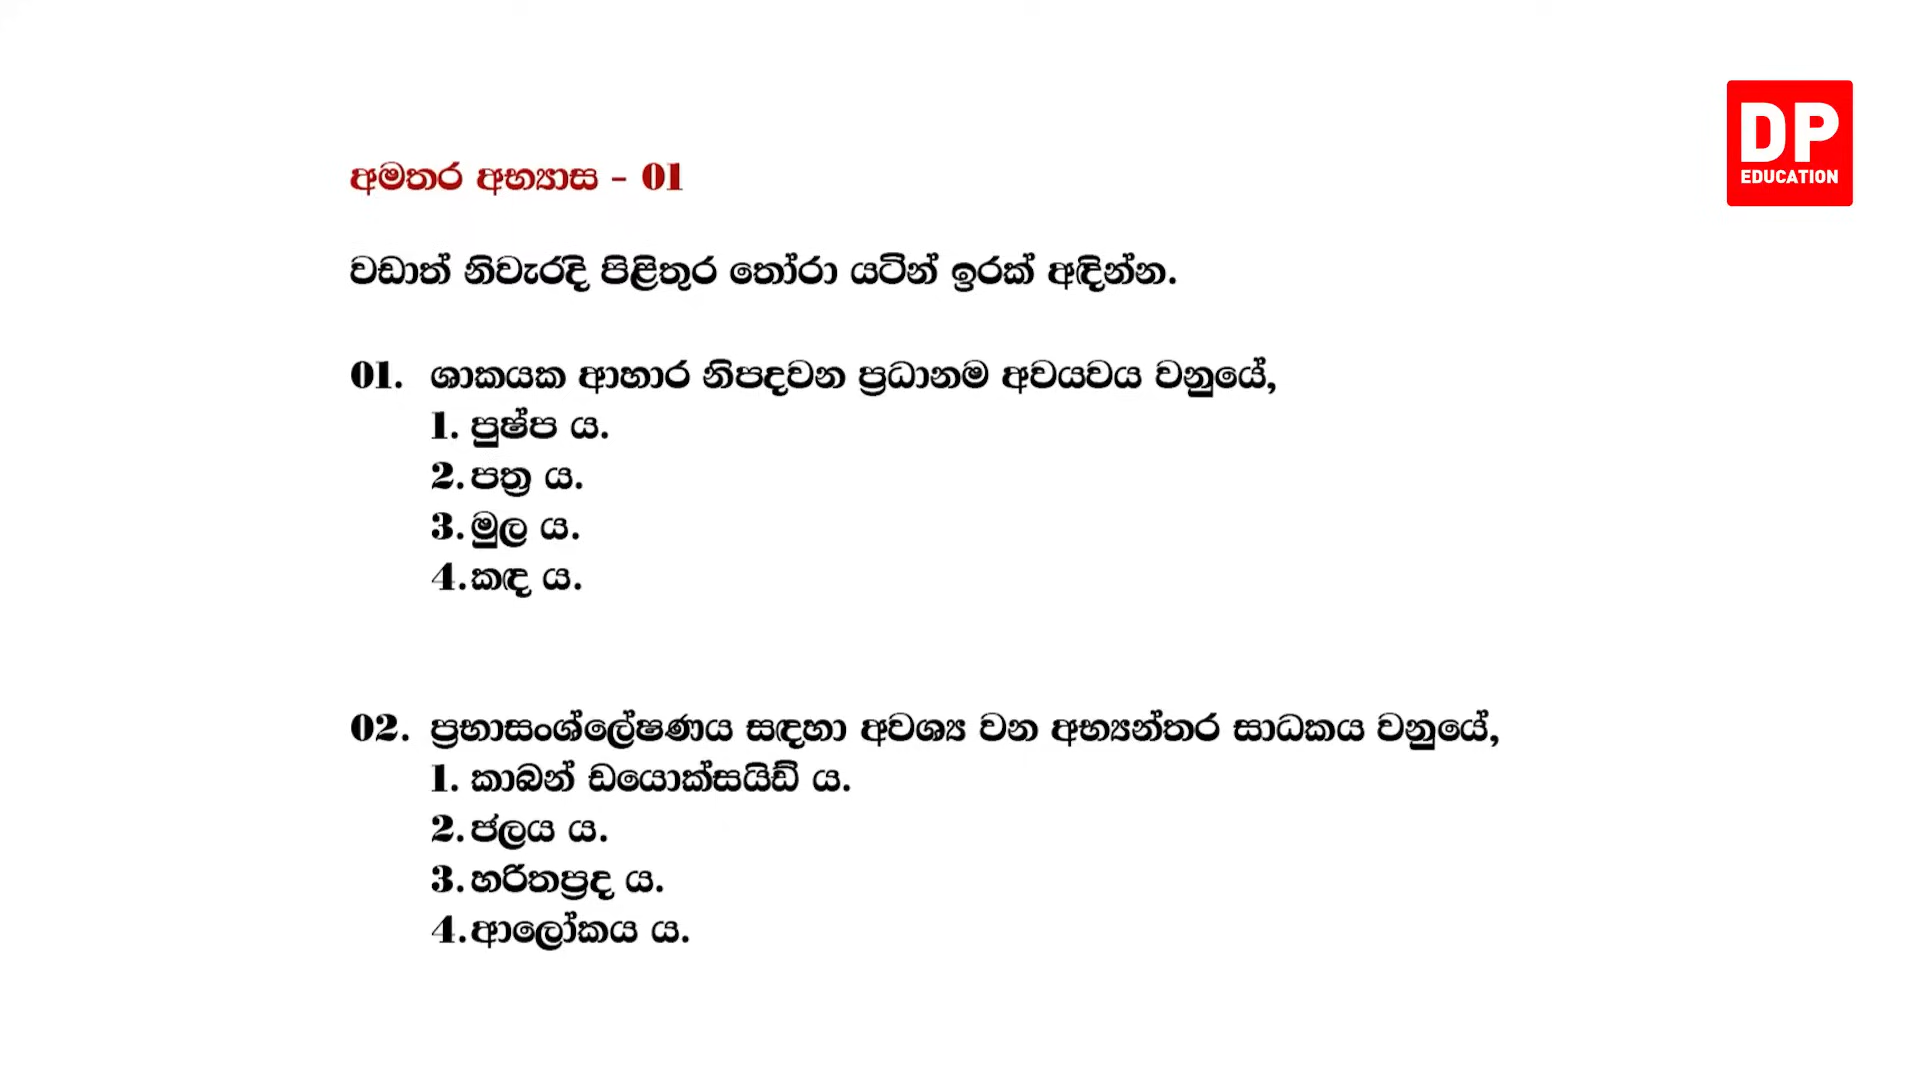 DP
EDUCATION
අමතර අභ්‍යාස - 01
වඩාත් නිවැරදි පිළිතුර තෝරා යටින් ඉරක් අඳින්න.
01. ශාකයක ආහාර නිපදවන ප්‍රධානම අවයවය වනුයේ,
1. පුෂ්ප ය.
2. පත්‍ර ය.
3. මුල ය.
4. කඳ ය.
02. ප්‍රභාසංශ්ලේෂණය සඳහා අවශ්‍ය වන අභ්‍යන්තර සාධකය වනුයේ,
1. කාබන් ඩයොක්සයිඩ් ය.
2. ජලය ය.
3. හරිතප්‍රද ය.
4. ආලෝකය ය.